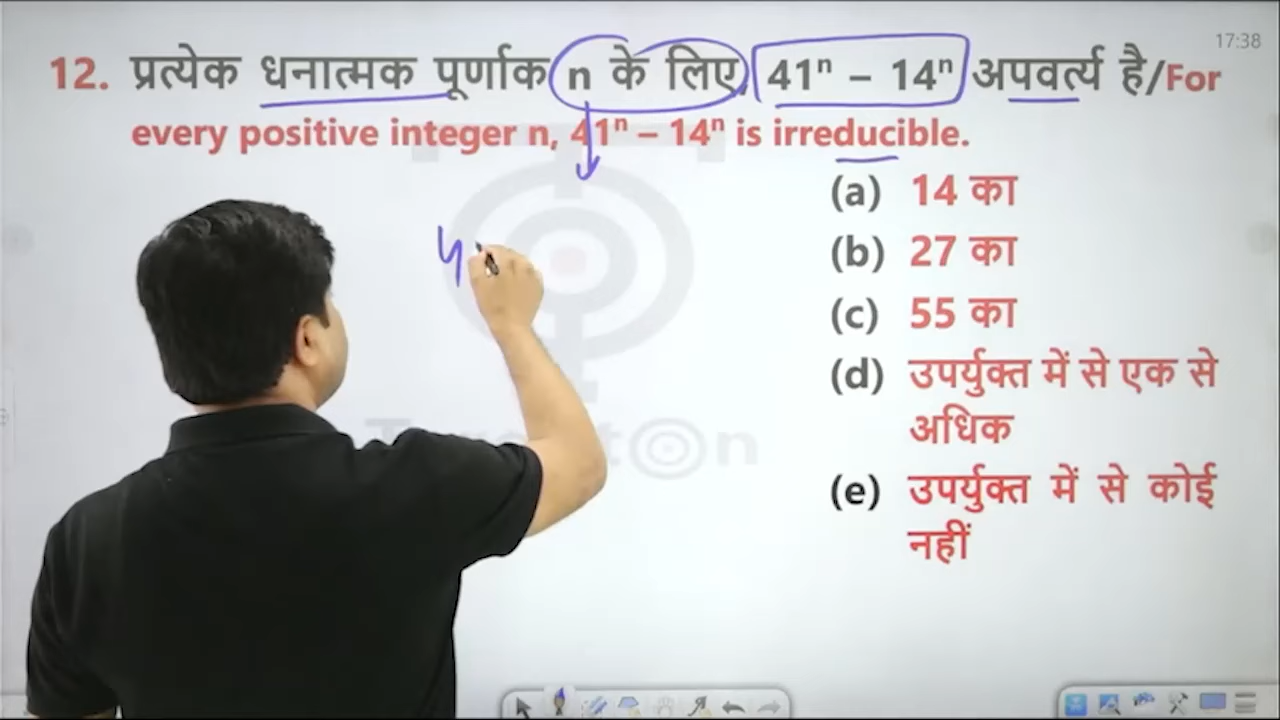 17:38
12. प्रत्येक धनात्मक पूर्णाक n के लिए, 41ⁿ – 14ⁿ अपवर्त्य है/For
every positive integer n, 41ⁿ – 14ⁿ is irreducible.
(a) 14 का
(b) 27 का
(c) 55 का
(d) उपर्युक्त में से एक से
अधिक
(e) उपर्युक्त में से कोई
नहीं
4